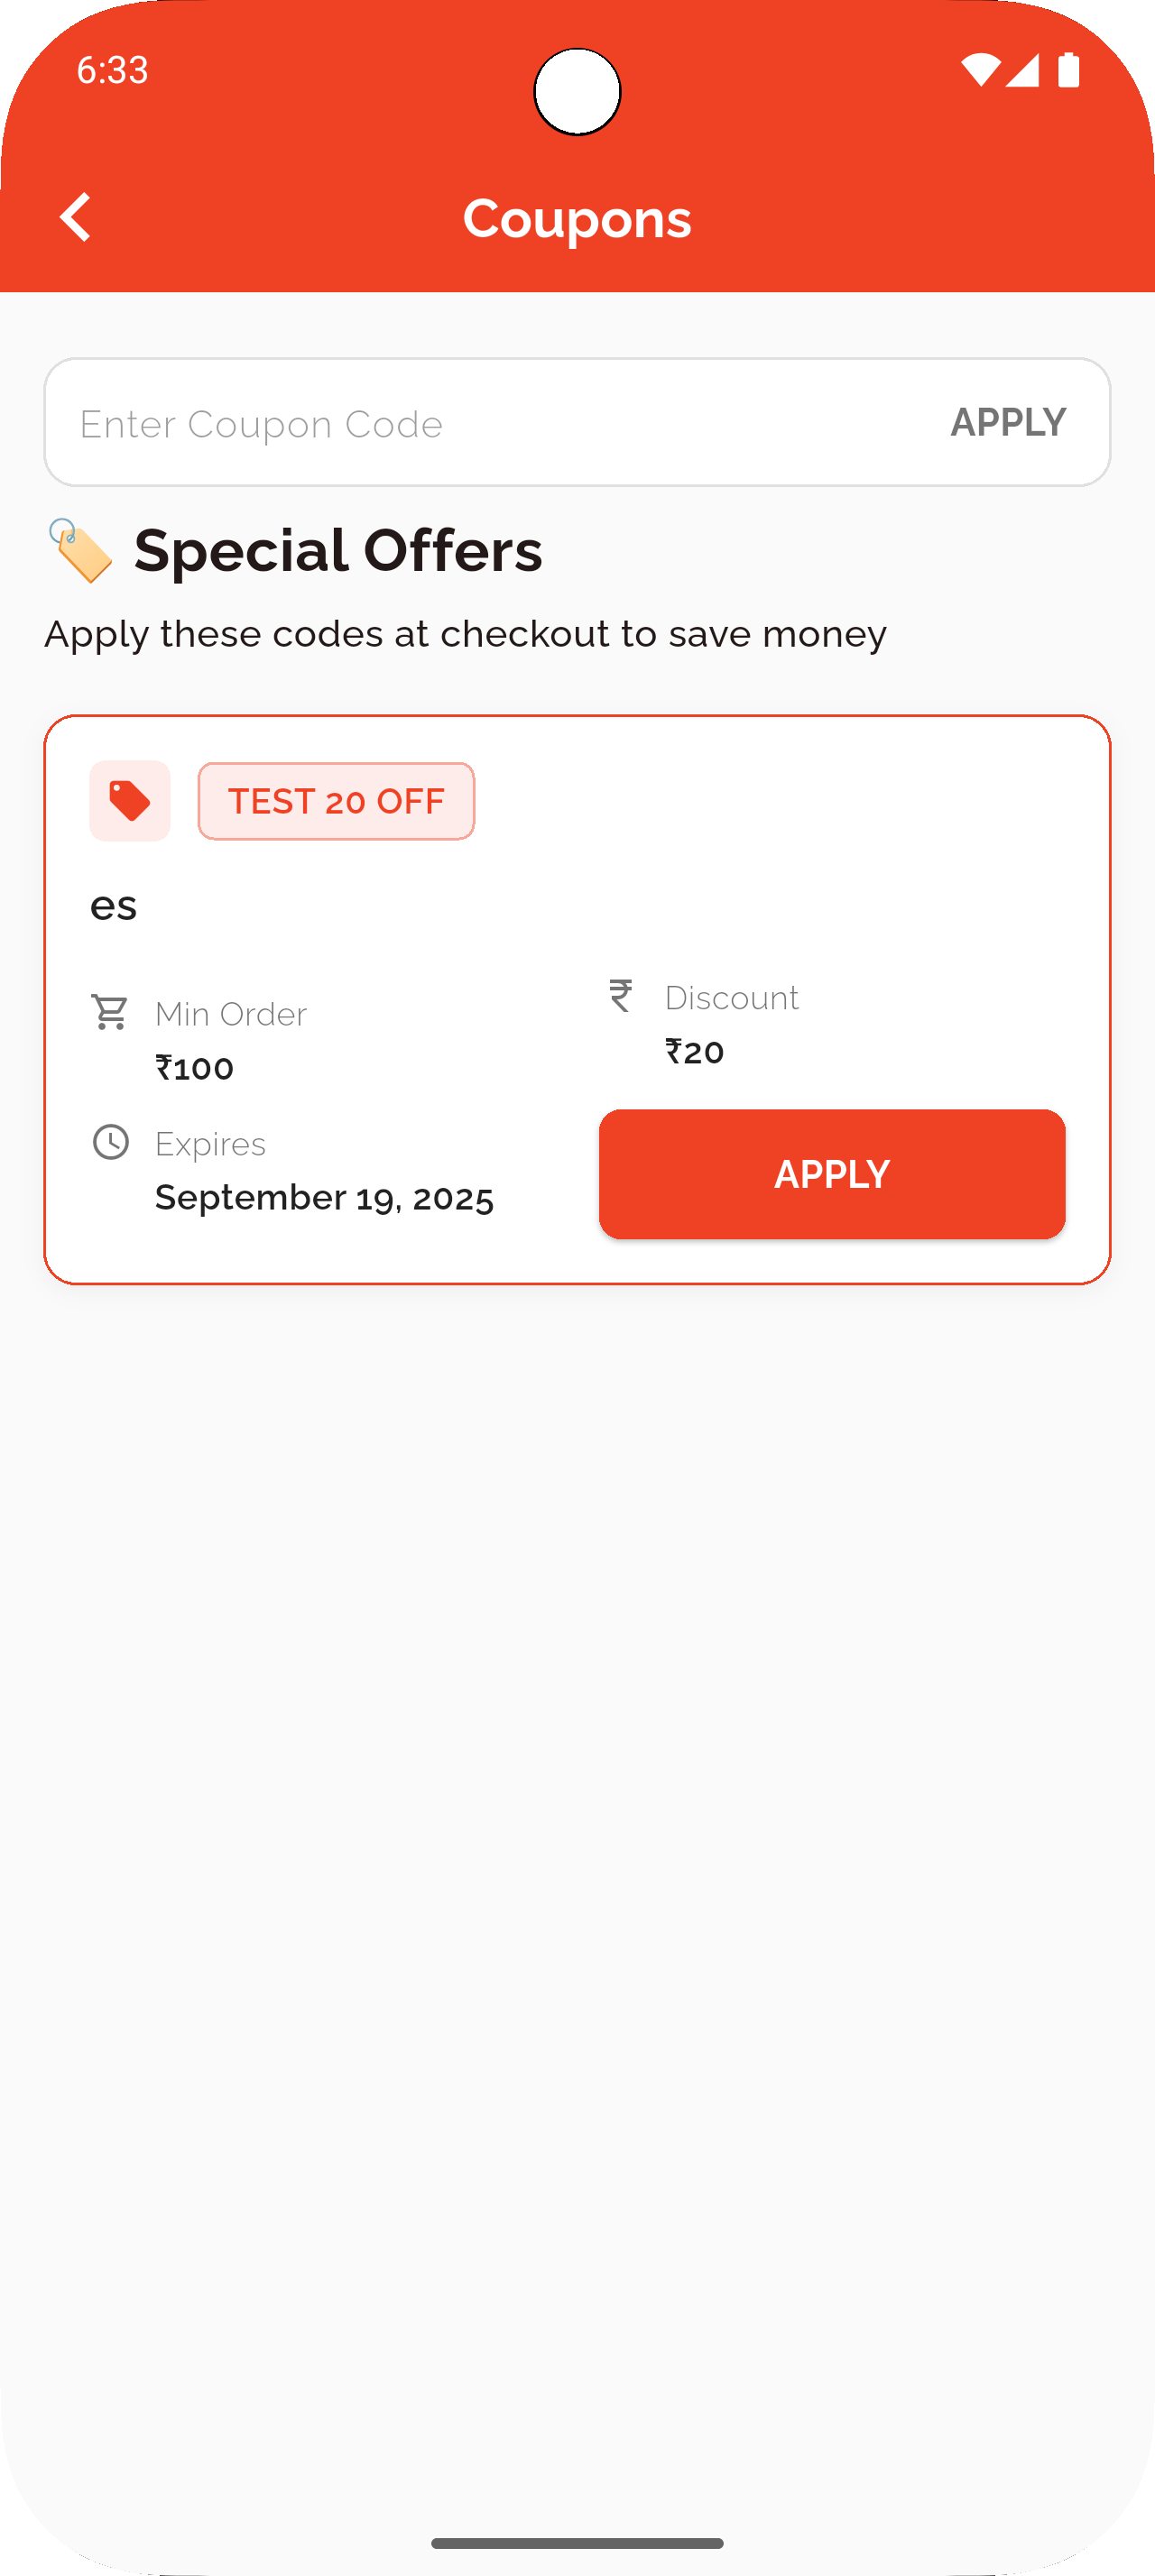 6:33
Coupons
Enter Coupon Code
APPLY
Special Offers
Apply these codes at checkout to save money
TEST 20 OFF
es
Min Order
₹100
Discount
₹20
Expires
September 19, 2025
APPLY